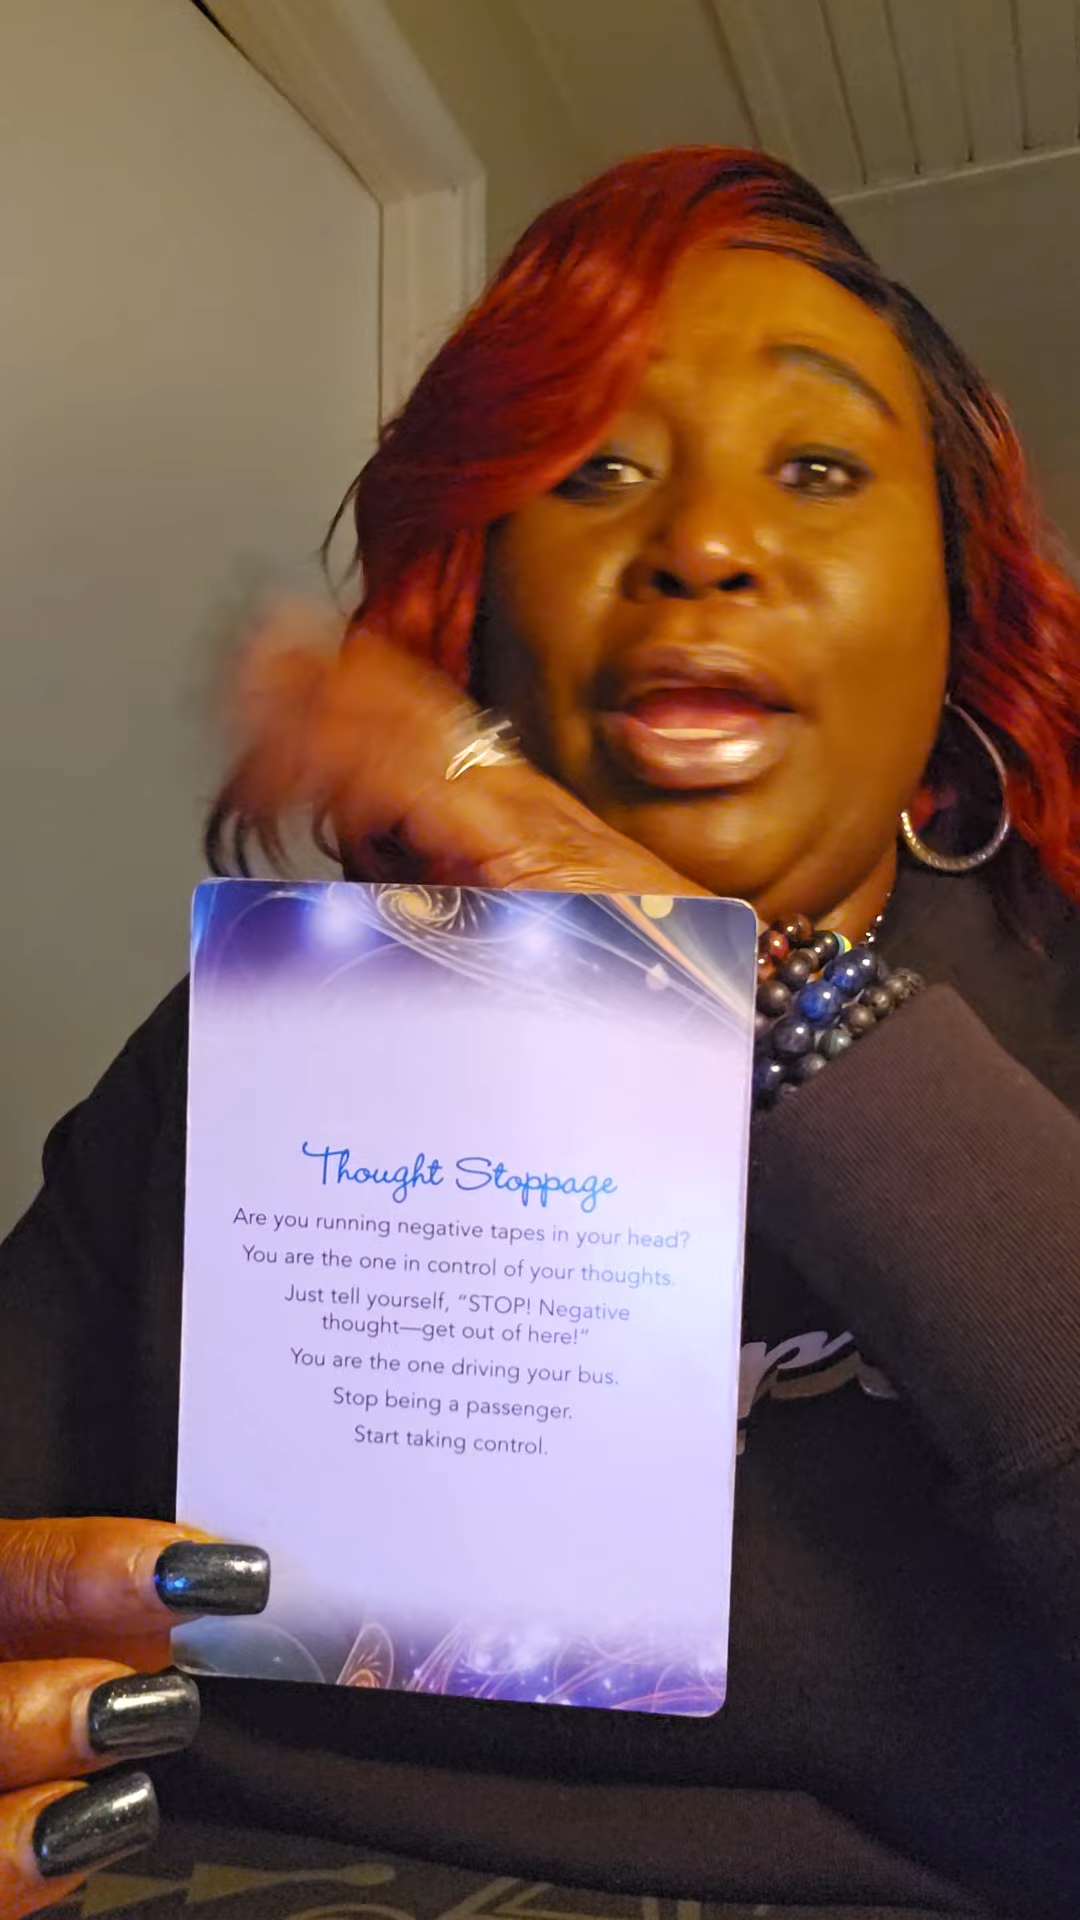 Thought Stoppage
Are you running negative tapes in your head?
You are the one in control of your thoughts.
Just tell yourself, “STOP! Negative
thought—get out of here!”
You are the one driving your bus.
Stop being a passenger.
Start taking control.